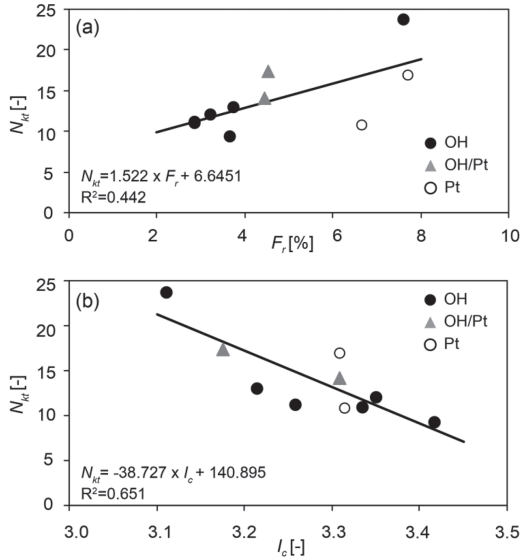 (a)
25
20
15
10
5
0
N_kt [-]
OH
OH/Pt
Pt
N_kt=1.522 x F_r + 6.6451
R²=0.442
0 2 4 6 8 10
F_r [%]
(b)
25
20
15
10
5
0
N_kt [-]
OH
OH/Pt
Pt
N_kt= -38.727 x I_c + 140.895
R²=0.651
3.0 3.1 3.2 3.3 3.4 3.5
I_c [-]